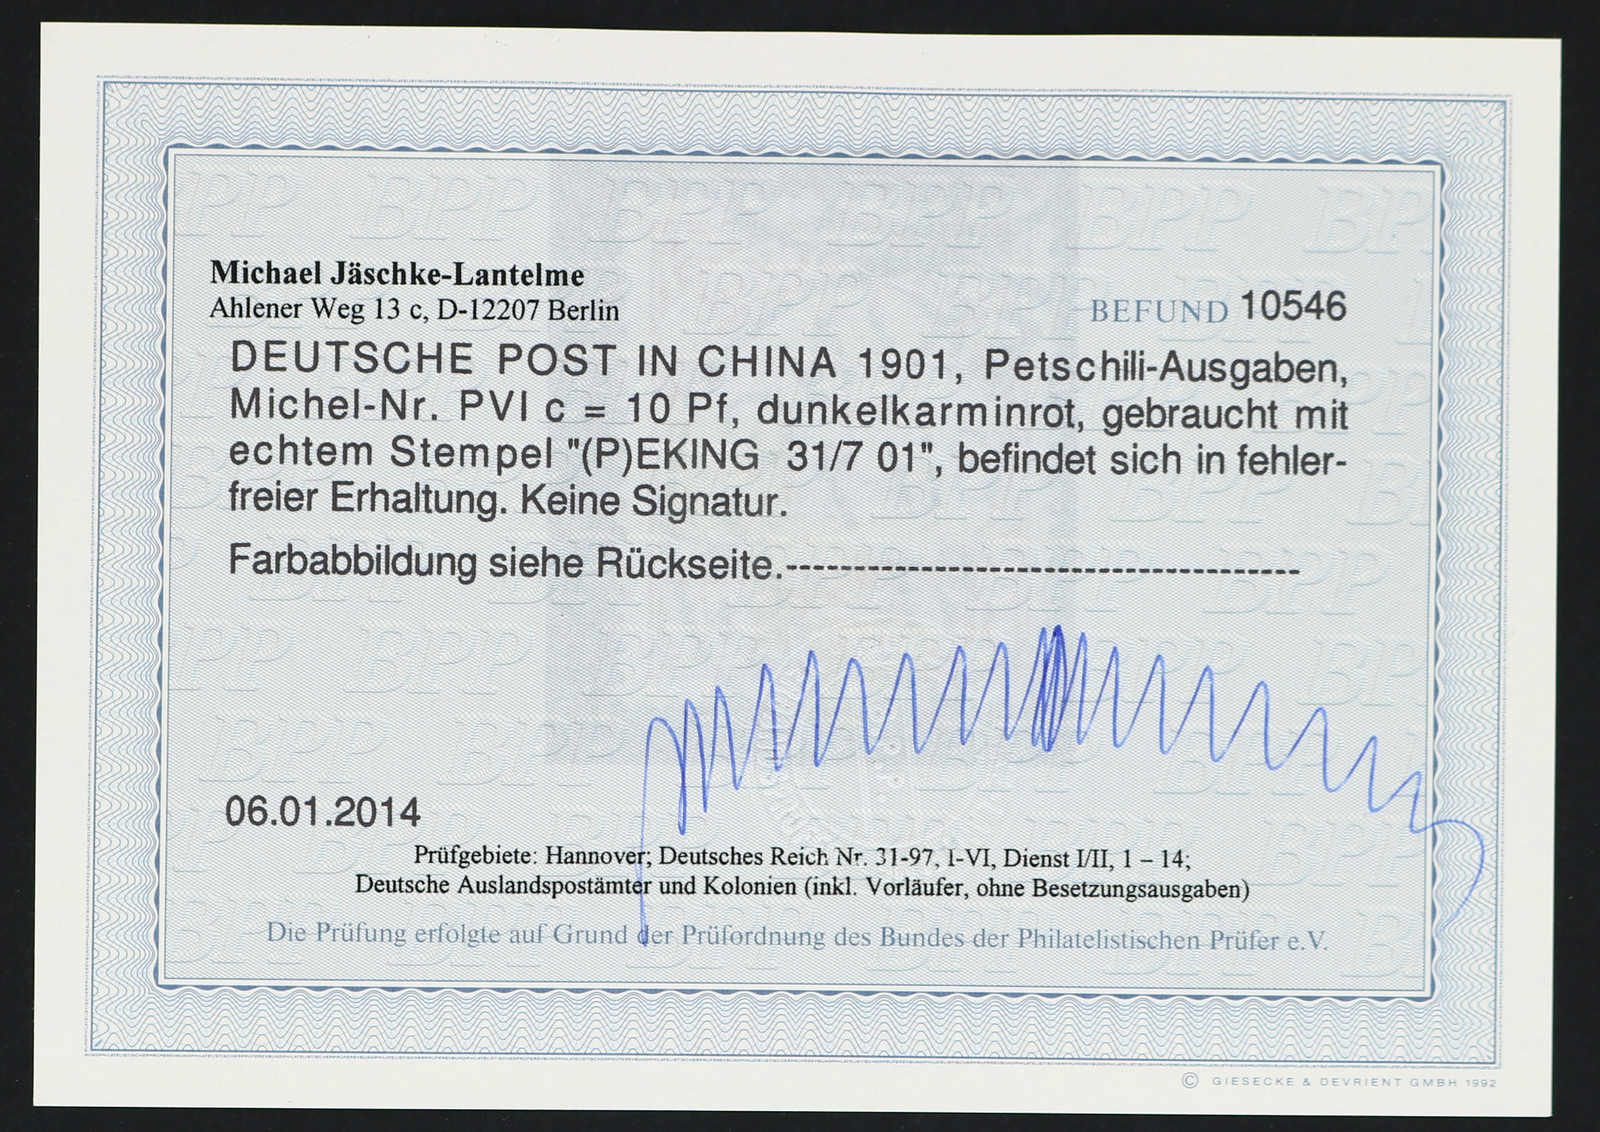 Michael Jäschke-Lantelme
Ahlener Weg 13 c, D-12207 Berlin
BEFUND 10546
DEUTSCHE POST IN CHINA 1901, Petschili-Ausgaben,
Michel-Nr. PVI c = 10 Pf, dunkelkarminrot, gebraucht mit
echtem Stempel "(P)EKING 31/7 01", befindet sich in fehler-
freier Erhaltung. Keine Signatur.
Farbabbildung siehe Rückseite.--------------------------------------
06.01.2014
Prüfgebiete: Hannover; Deutsches Reich Nr. 31-97, I-VI, Dienst I/II, 1 – 14;
Deutsche Auslandspostämter und Kolonien (inkl. Vorläufer, ohne Besetzungsausgaben)
Die Prüfung erfolgte auf Grund der Prüfordnung des Bundes der Philatelistischen Prüfer e.V.
© GIESECKE & DEVRIENT GMBH 1992